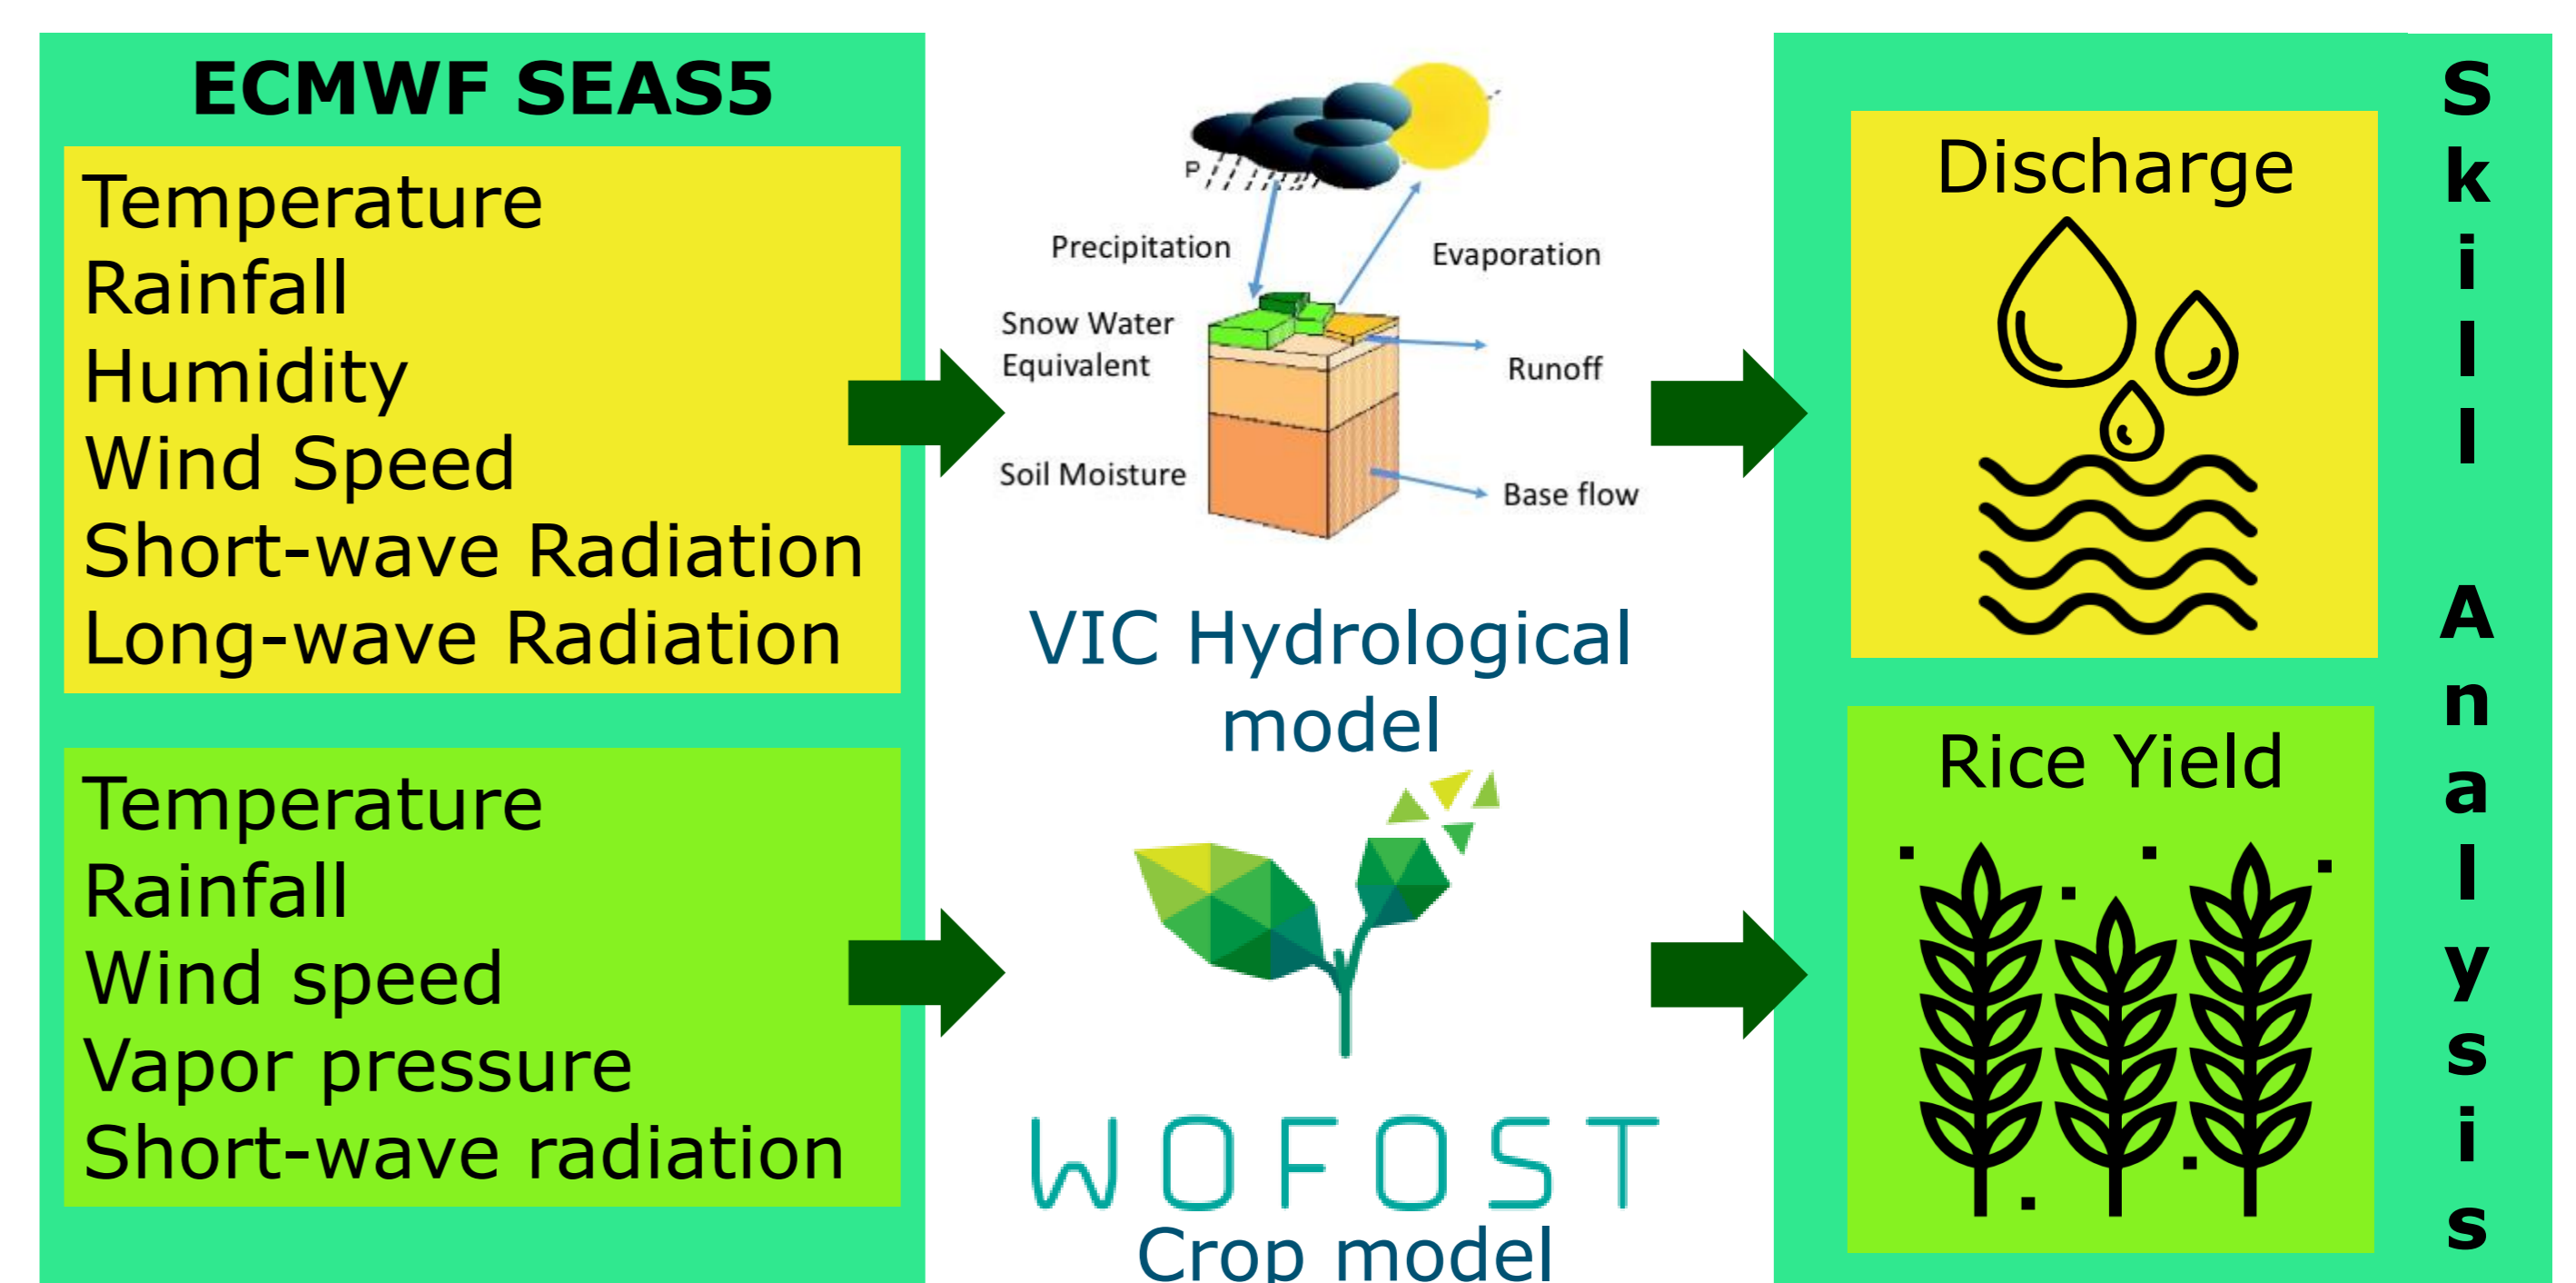 ECMWF SEAS5
Temperature
Rainfall
Humidity
Wind Speed
Short-wave Radiation
Long-wave Radiation
Temperature
Rainfall
Wind speed
Vapor pressure
Short-wave radiation
P
Precipitation
Evaporation
Snow Water
Equivalent
Runoff
Soil Moisture
Base flow
VIC Hydrological
model
WOFOST
Crop model
Discharge
Rice Yield
Skill Analysis